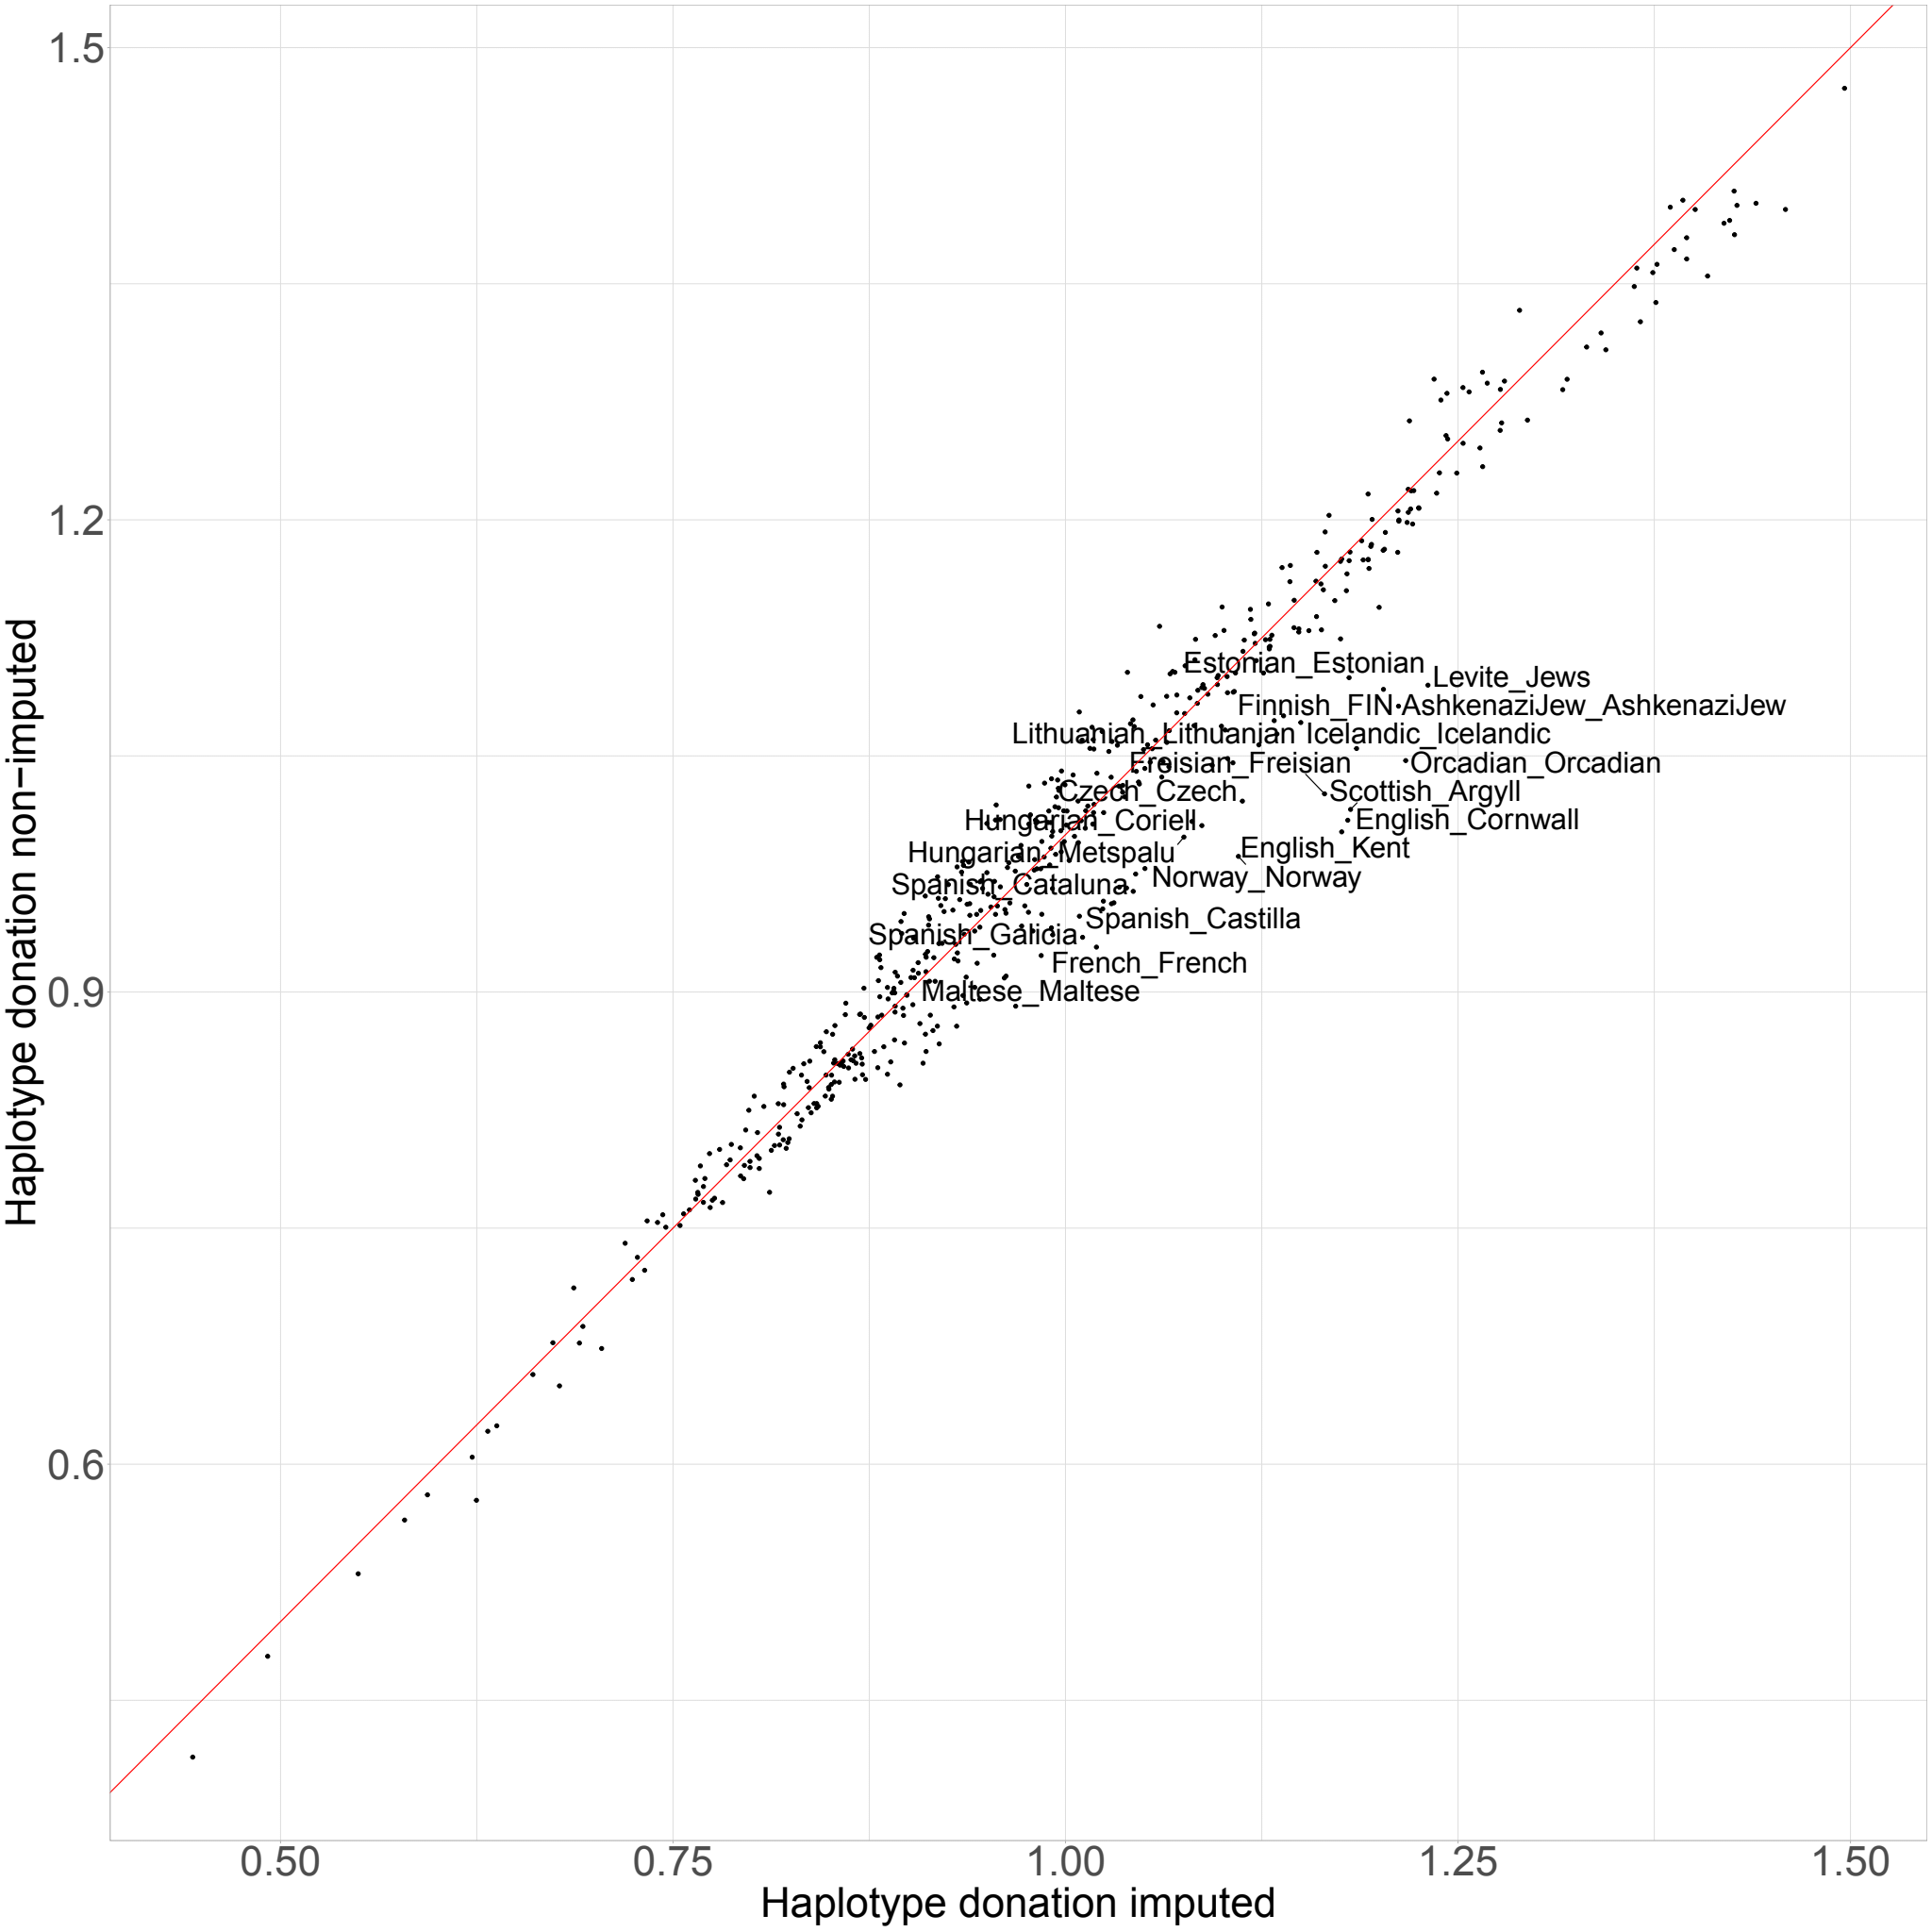 1.5
1.2
0.9
0.6
Haplotype donation non−imputed
Estonian_Estonian
Levite_Jews
Finnish_FIN
AshkenaziJew_AshkenaziJew
Lithuanian_Lithuanian
Icelandic_Icelandic
Freisian_Freisian
Orcadian_Orcadian
Czech_Czech
Scottish_Argyll
Hungarian_Coriell
English_Cornwall
Hungarian_Metspalu
English_Kent
Spanish_Cataluna
Norway_Norway
Spanish_Castilla
Spanish_Galicia
French_French
Maltese_Maltese
0.50 0.75 1.00 1.25 1.50
Haplotype donation imputed